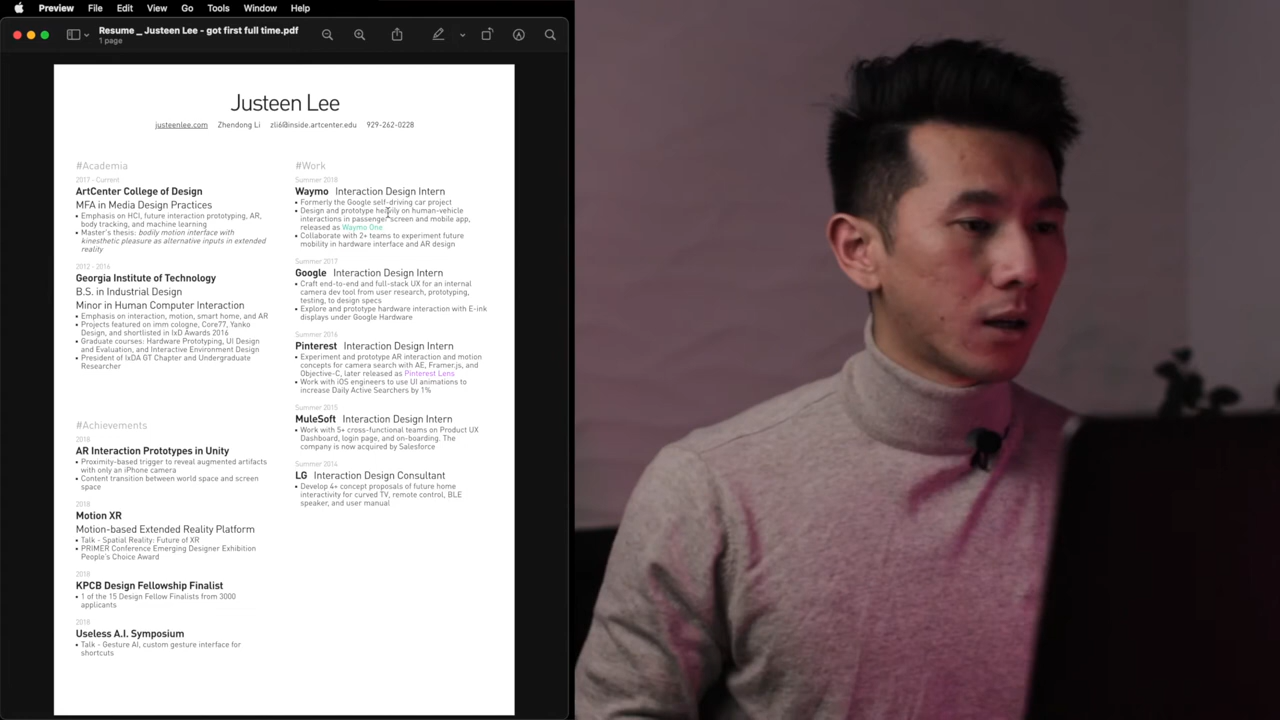 Preview File Edit View Go Tools Window Help
Resume _ Justeen Lee - got first full time.pdf
1 page
Justeen Lee
justeenlee.com Zhendong Li zli6@inside.artcenter.edu 929-262-0228
#Academia
2017 - Current
ArtCenter College of Design
MFA in Media Design Practices
• Emphasis on HCI, future interaction prototyping, AR,
body tracking, and machine learning
• Master's thesis: bodily motion interface with
kinesthetic pleasure as alternative inputs in extended
reality
2012 - 2016
Georgia Institute of Technology
B.S. in Industrial Design
Minor in Human Computer Interaction
• Emphasis on interaction, motion, smart home, and AR
• Projects featured on imm cologne, Core77, Yanko
Design, and shortlisted in IxD Awards 2016
• Graduate courses: Hardware Prototyping, UI Design
and Evaluation, and Interactive Environment Design
• President of IxDA GT Chapter and Undergraduate
Researcher
#Achievements
2018
AR Interaction Prototypes in Unity
• Proximity-based trigger to reveal augmented artifacts
with only an iPhone camera
• Content transition between world space and screen
space
2018
Motion XR
Motion-based Extended Reality Platform
• Talk - Spatial Reality: Future of XR
• PRIMER Conference Emerging Designer Exhibition
People's Choice Award
2018
KPCB Design Fellowship Finalist
• 1 of the 15 Design Fellow Finalists from 3000
applicants
2018
Useless A.I. Symposium
• Talk - Gesture AI, custom gesture interface for
shortcuts
#Work
Summer 2018
Waymo Interaction Design Intern
• Formerly the Google self-driving car project
• Design and prototype heavily on human-vehicle
interactions in passenger screen and mobile app,
released as Waymo One
• Collaborate with 2+ teams to experiment future
mobility in hardware interface and AR design
Summer 2017
Google Interaction Design Intern
• Craft end-to-end and full-stack UX for an internal
camera dev tool from user research, prototyping,
testing, to design specs
• Explore and prototype hardware interaction with E-ink
displays under Google Hardware
Summer 2016
Pinterest Interaction Design Intern
• Experiment and prototype AR interaction and motion
concepts for camera search with AE, Framer.js, and
Objective-C, later released as Pinterest Lens
• Work with iOS engineers to use UI animations to
increase Daily Active Searchers by 1%
Summer 2015
MuleSoft Interaction Design Intern
• Work with 5+ cross-functional teams on Product UX
Dashboard, login page, and on-boarding. The
company is now acquired by Salesforce
Summer 2014
LG Interaction Design Consultant
• Develop 4+ concept proposals of future home
interactivity for curved TV, remote control, BLE
speaker, and user manual